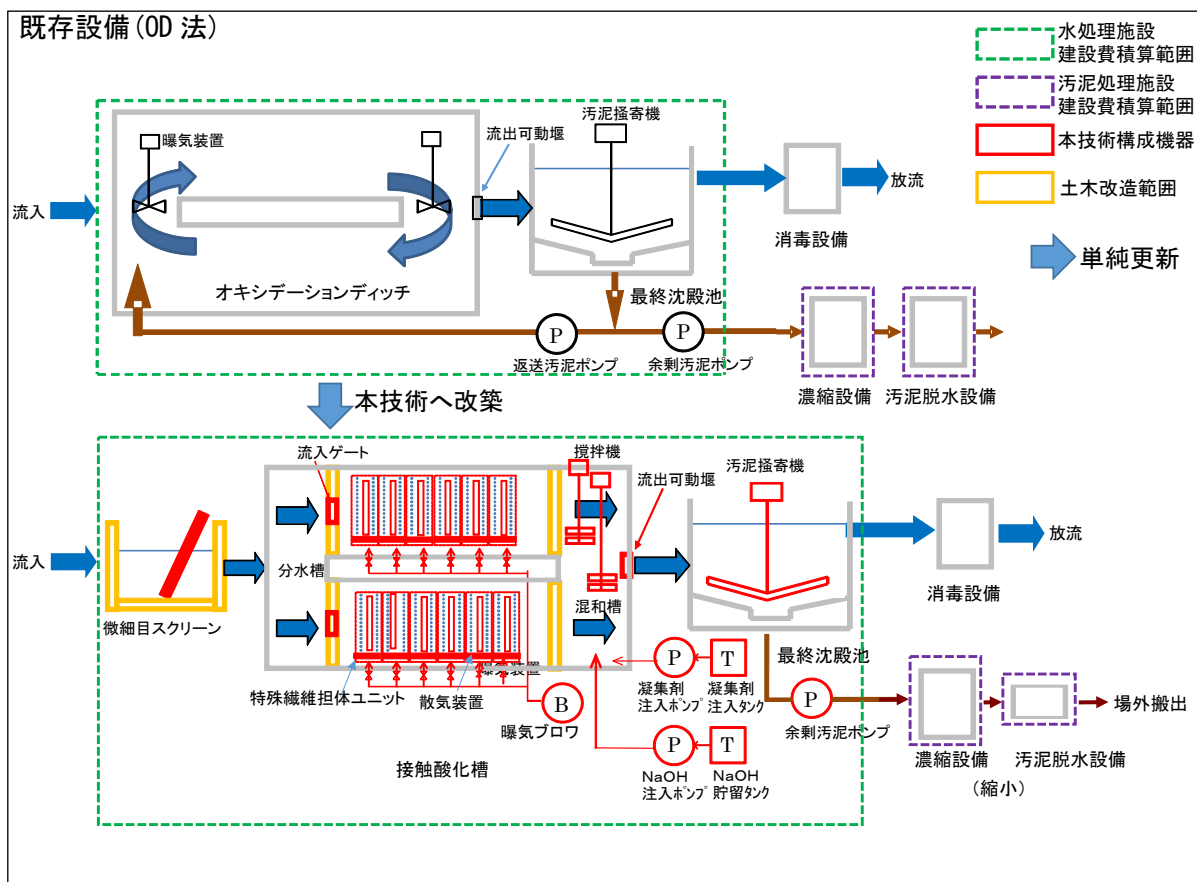 既存設備(OD 法)
水処理施設
建設費積算範囲
汚泥処理施設
建設費積算範囲
本技術構成機器
土木改造範囲
単純更新
曝気装置
流出可動堰
汚泥掻寄機
流入
消毒設備
放流
オキシデーションディッチ
最終沈殿池
P
P
返送汚泥ポンプ
余剰汚泥ポンプ
濃縮設備
汚泥脱水設備
本技術へ改築
流入ゲート
撹拌機
流出可動堰
汚泥掻寄機
流入
分水槽
混和槽
消毒設備
放流
微細目スクリーン
特殊繊維担体ユニット
散気装置
曝気装置
B
曝気ブロワ
P
T
凝集剤
注入ポンプ
凝集剤
注入タンク
P
T
NaOH
注入ポンプ
NaOH
貯留タンク
接触酸化槽
最終沈殿池
P
余剰汚泥ポンプ
濃縮設備
(縮小)
汚泥脱水設備
場外搬出